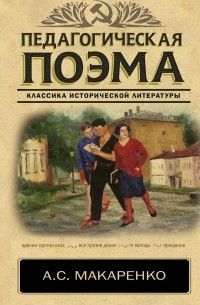 ПЕДАГОГИЧЕСКАЯ
ПОЭМА
КЛАССИКА ИСТОРИЧЕСКОЙ ЛИТЕРАТУРЫ
А.С. МАКАРЕНКО